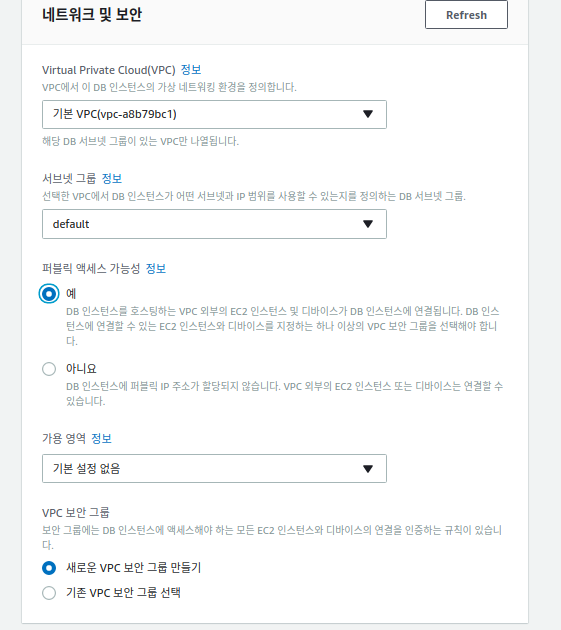 네트워크 및 보안
Refresh
Virtual Private Cloud(VPC) 정보
VPC에서 이 DB 인스턴스의 가상 네트워킹 환경을 정의합니다.
기본 VPC(vpc-a8b79bc1)
해당 DB 서브넷 그룹이 있는 VPC만 나열됩니다.
서브넷 그룹 정보
선택한 VPC에서 DB 인스턴스가 어떤 서브넷과 IP 범위를 사용할 수 있는지를 정의하는 DB 서브넷 그룹.
default
퍼블릭 액세스 가능성 정보
예
DB 인스턴스를 호스팅하는 VPC 외부의 EC2 인스턴스 및 디바이스가 DB 인스턴스에 연결됩니다. DB 인스
턴스에 연결할 수 있는 EC2 인스턴스와 디바이스를 지정하는 하나 이상의 VPC 보안 그룹을 선택해야 합니
다.
아니요
DB 인스턴스에 퍼블릭 IP 주소가 할당되지 않습니다. VPC 외부의 EC2 인스턴스 또는 디바이스는 연결할 수
없습니다.
가용 영역 정보
기본 설정 없음
VPC 보안 그룹
보안 그룹에는 DB 인스턴스에 액세스해야 하는 모든 EC2 인스턴스와 디바이스의 연결을 인증하는 규칙이 있습니
다.
새로운 VPC 보안 그룹 만들기
기존 VPC 보안 그룹 선택